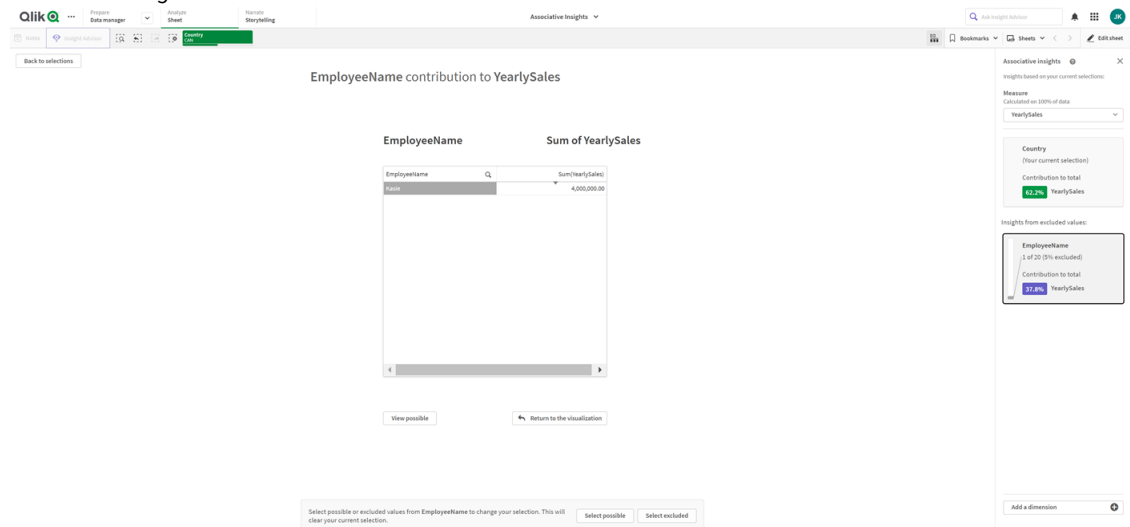 Qlik
Prepare
Data manager
Analyze
Sheet
Narrate
Storytelling
Associative Insights
Ask Insight Advisor
JK
Notes
Insight Advisor
Country
CAN
Bookmarks
Sheets
Edit sheet
Back to selections
EmployeeName contribution to YearlySales
EmployeeName
Sum of YearlySales
EmployeeName
Sum(YearlySales)
Kasie
4,000,000.00
View possible
Return to the visualization
Select possible or excluded values from EmployeeName to change your selection. This will
clear your current selection.
Select possible
Select excluded
Associative insights
Insights based on your current selections:
Measure
Calculated on 100% of data
YearlySales
Country
(Your current selection)
Contribution to total
62.2% YearlySales
Insights from excluded values:
EmployeeName
1 of 20 (5% excluded)
Contribution to total
37.8% YearlySales
Add a dimension